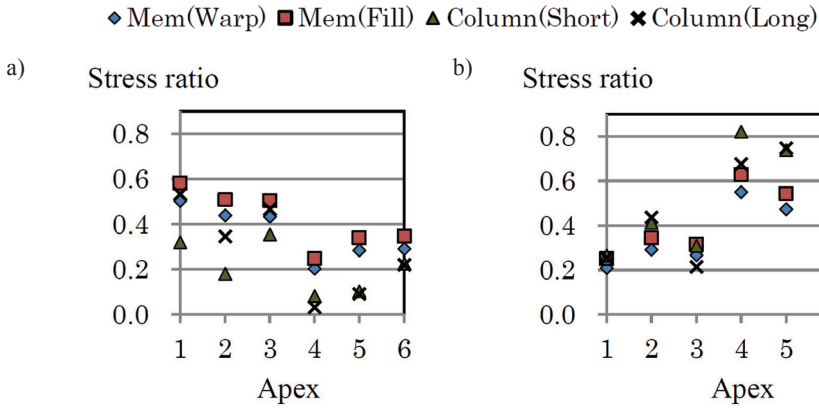 Mem(Warp) Mem(Fill) Column(Short) Column(Long)
a)
Stress ratio
0.8
0.6
0.4
0.2
0.0
1 2 3 4 5 6
Apex
b)
Stress ratio
0.8
0.6
0.4
0.2
0.0
1 2 3 4 5
Apex